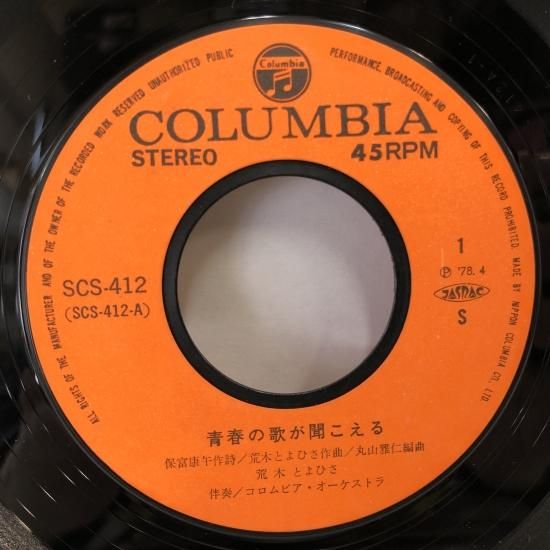 Columbia
COLUMBIA
STEREO 45RPM
SCS-412
(SCS-412-A)
1
Ⓟ '78.4
JASRAC
S
青春の歌が聞こえる
保富康午作詩/荒木とよひさ作曲/丸山雅仁編曲
荒木とよひさ
伴奏/コロムビア・オーケストラ
ALL RIGHTS OF THE MANUFACTURER AND OF THE OWNER OF THE RECORDED WORK RESERVED UNAUTHORIZED PUBLIC PERFORMANCE, BROADCASTING AND COPYING OF THIS RECORD PROHIBITED. MADE BY NIPPON COLUMBIA CO., LTD.